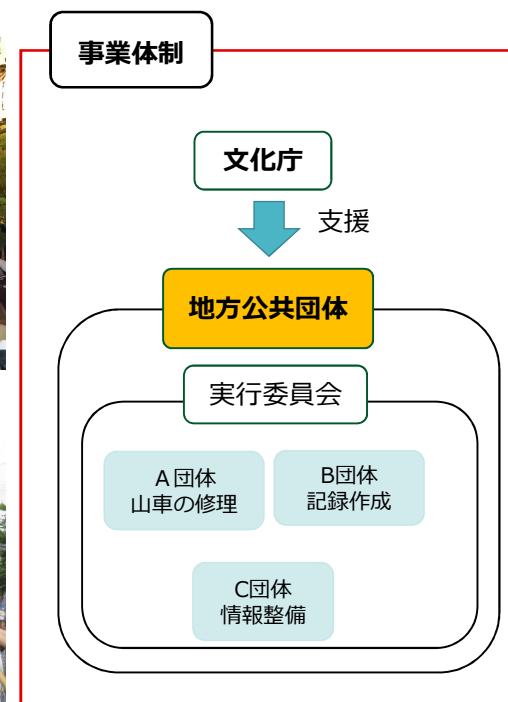 事業体制
文化庁
支援
地方公共団体
実行委員会
A団体
山車の修理
B団体
記録作成
C団体
情報整備